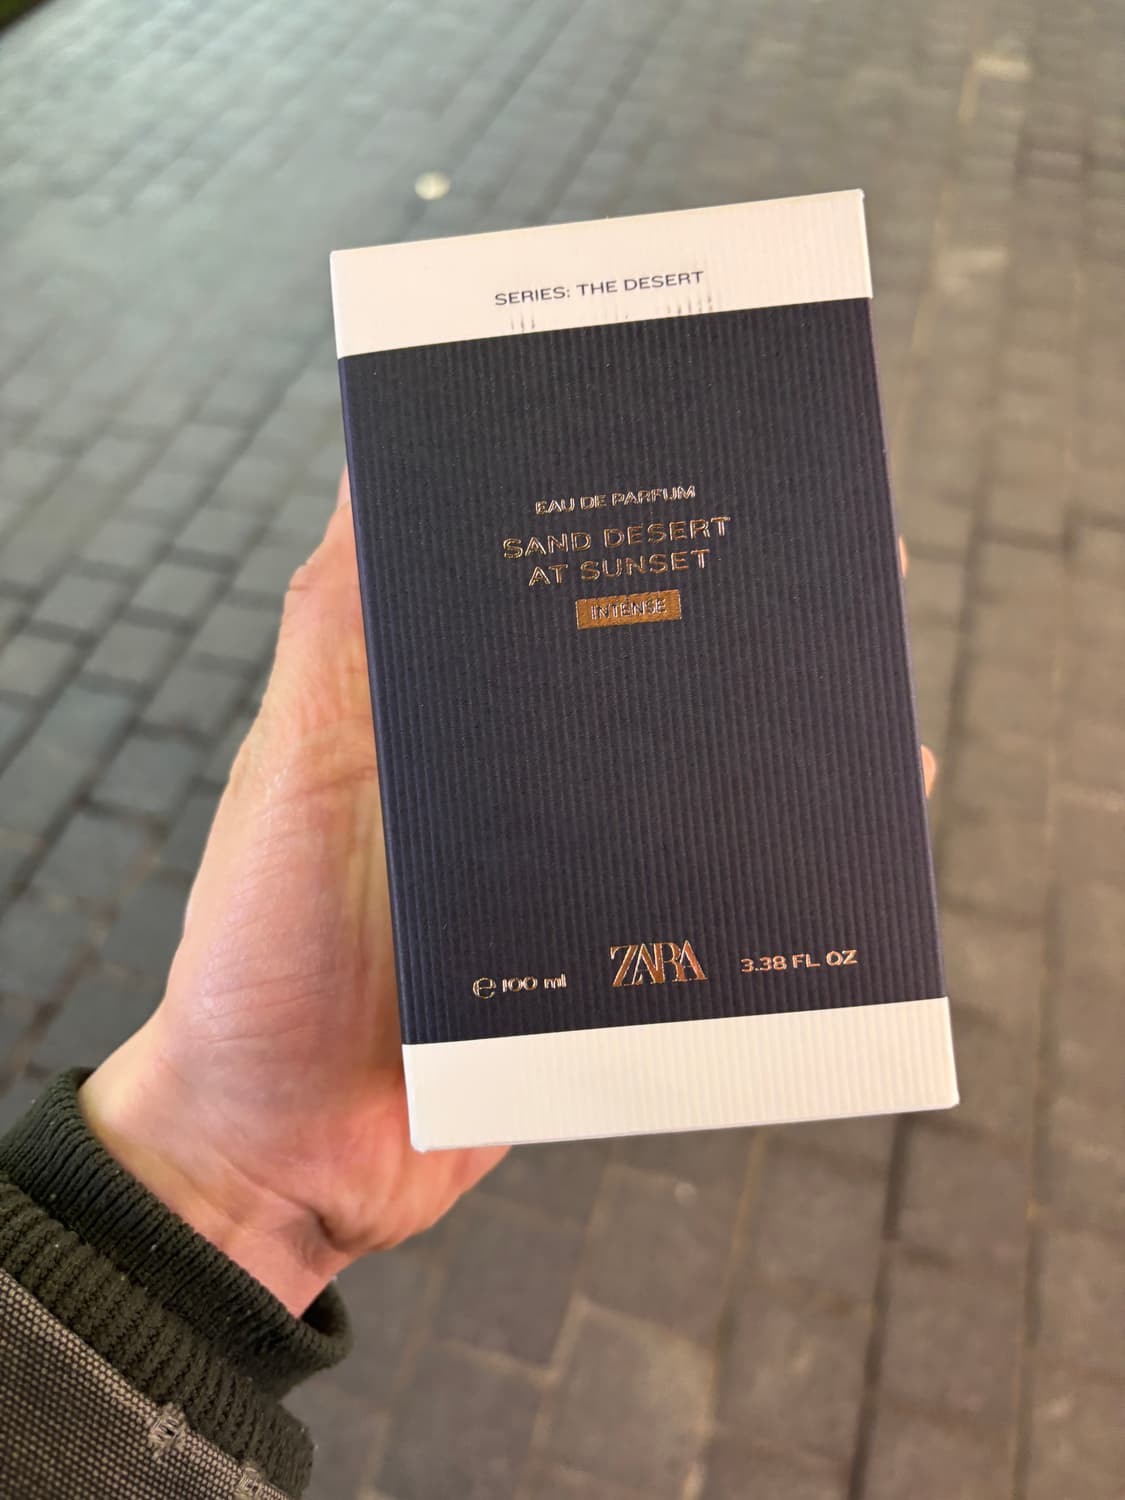 SERIES: THE DESERT
EAU DE PARFUM
SAND DESERT
AT SUNSET
INTENSE
℮ 100 ml ZARA 3.38 FL OZ